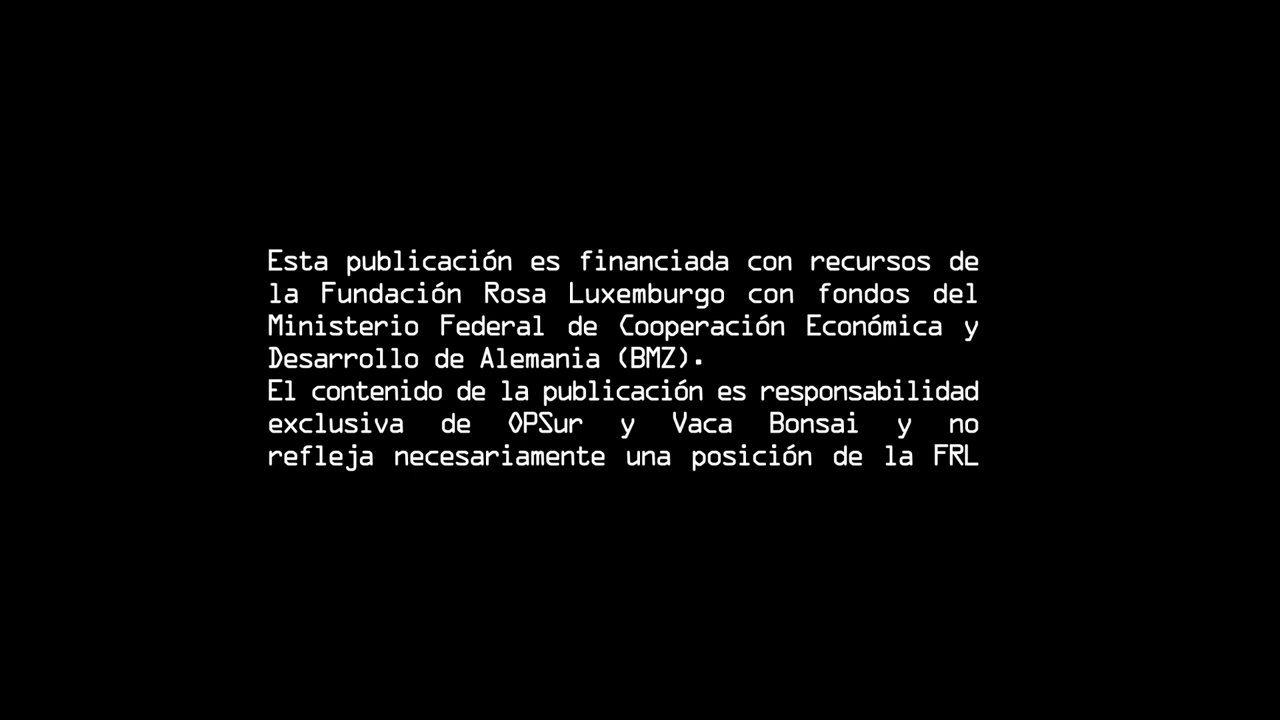 Esta publicación es financiada con recursos de
la Fundación Rosa Luxemburgo con fondos del
Ministerio Federal de Cooperación Económica y
Desarrollo de Alemania (BMZ).
El contenido de la publicación es responsabilidad
exclusiva de OPSur y Vaca Bonsai y no
refleja necesariamente una posición de la FRL